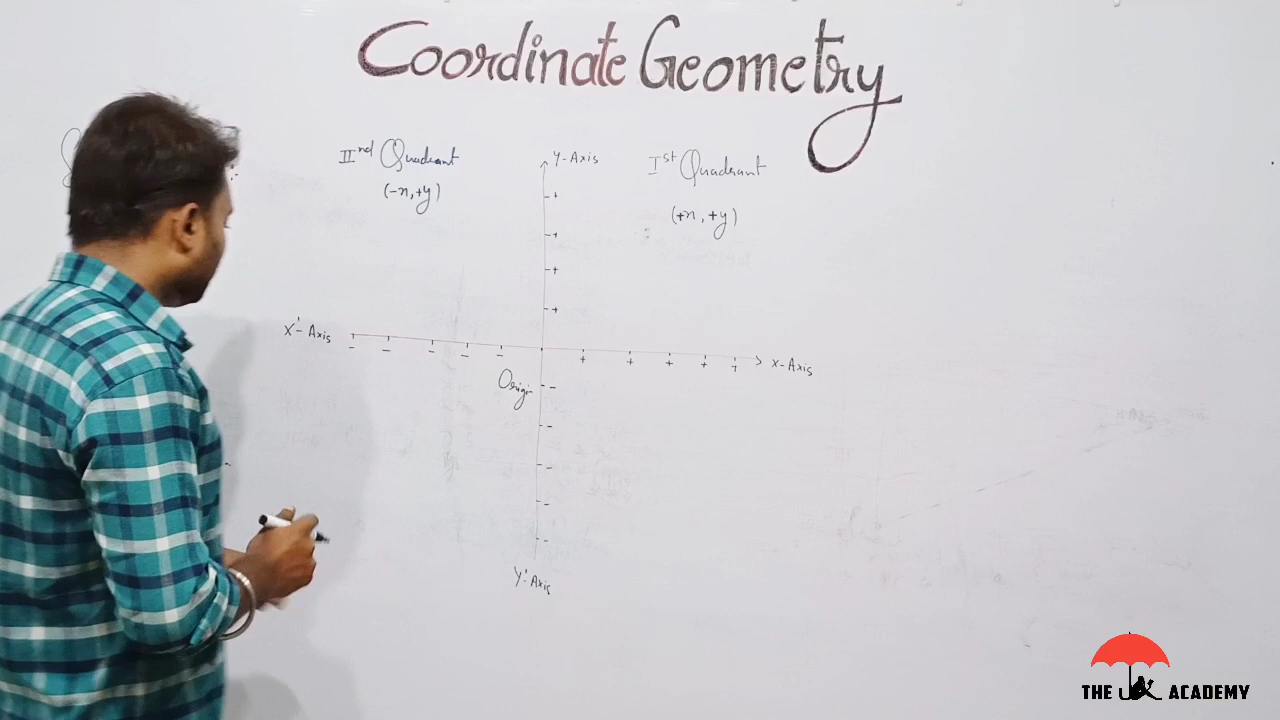 Coordinate Geometry
IInd Quadrant
(-x, +y)
Y-Axis
Ist Quadrant
(+x, +y)
+
+
+
+
X'- Axis
- - - - -
+ + + + +
X-Axis
Origin
-
-
-
-
-
Y'-Axis
THE ACADEMY